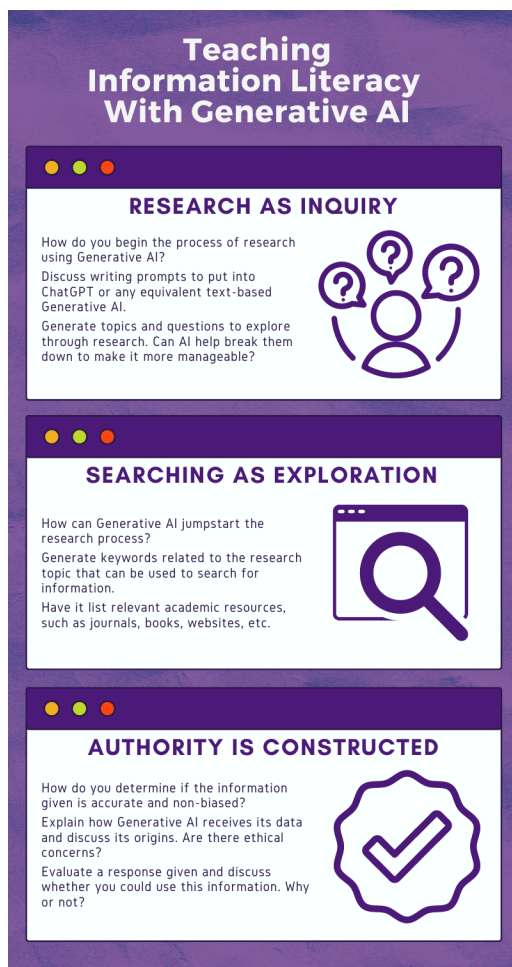 Teaching
Information Literacy
With Generative AI
RESEARCH AS INQUIRY
How do you begin the process of research
using Generative AI?
Discuss writing prompts to put into
ChatGPT or any equivalent text-based
Generative AI.
Generate topics and questions to explore
through research. Can AI help break them
down to make it more manageable?
? ? ?
SEARCHING AS EXPLORATION
How can Generative AI jumpstart the
research process?
Generate keywords related to the research
topic that can be used to search for
information.
Have it list relevant academic resources,
such as journals, books, websites, etc.
AUTHORITY IS CONSTRUCTED
How do you determine if the information
given is accurate and non-biased?
Explain how Generative AI receives its data
and discuss its origins. Are there ethical
concerns?
Evaluate a response given and discuss
whether you could use this information. Why
or not?